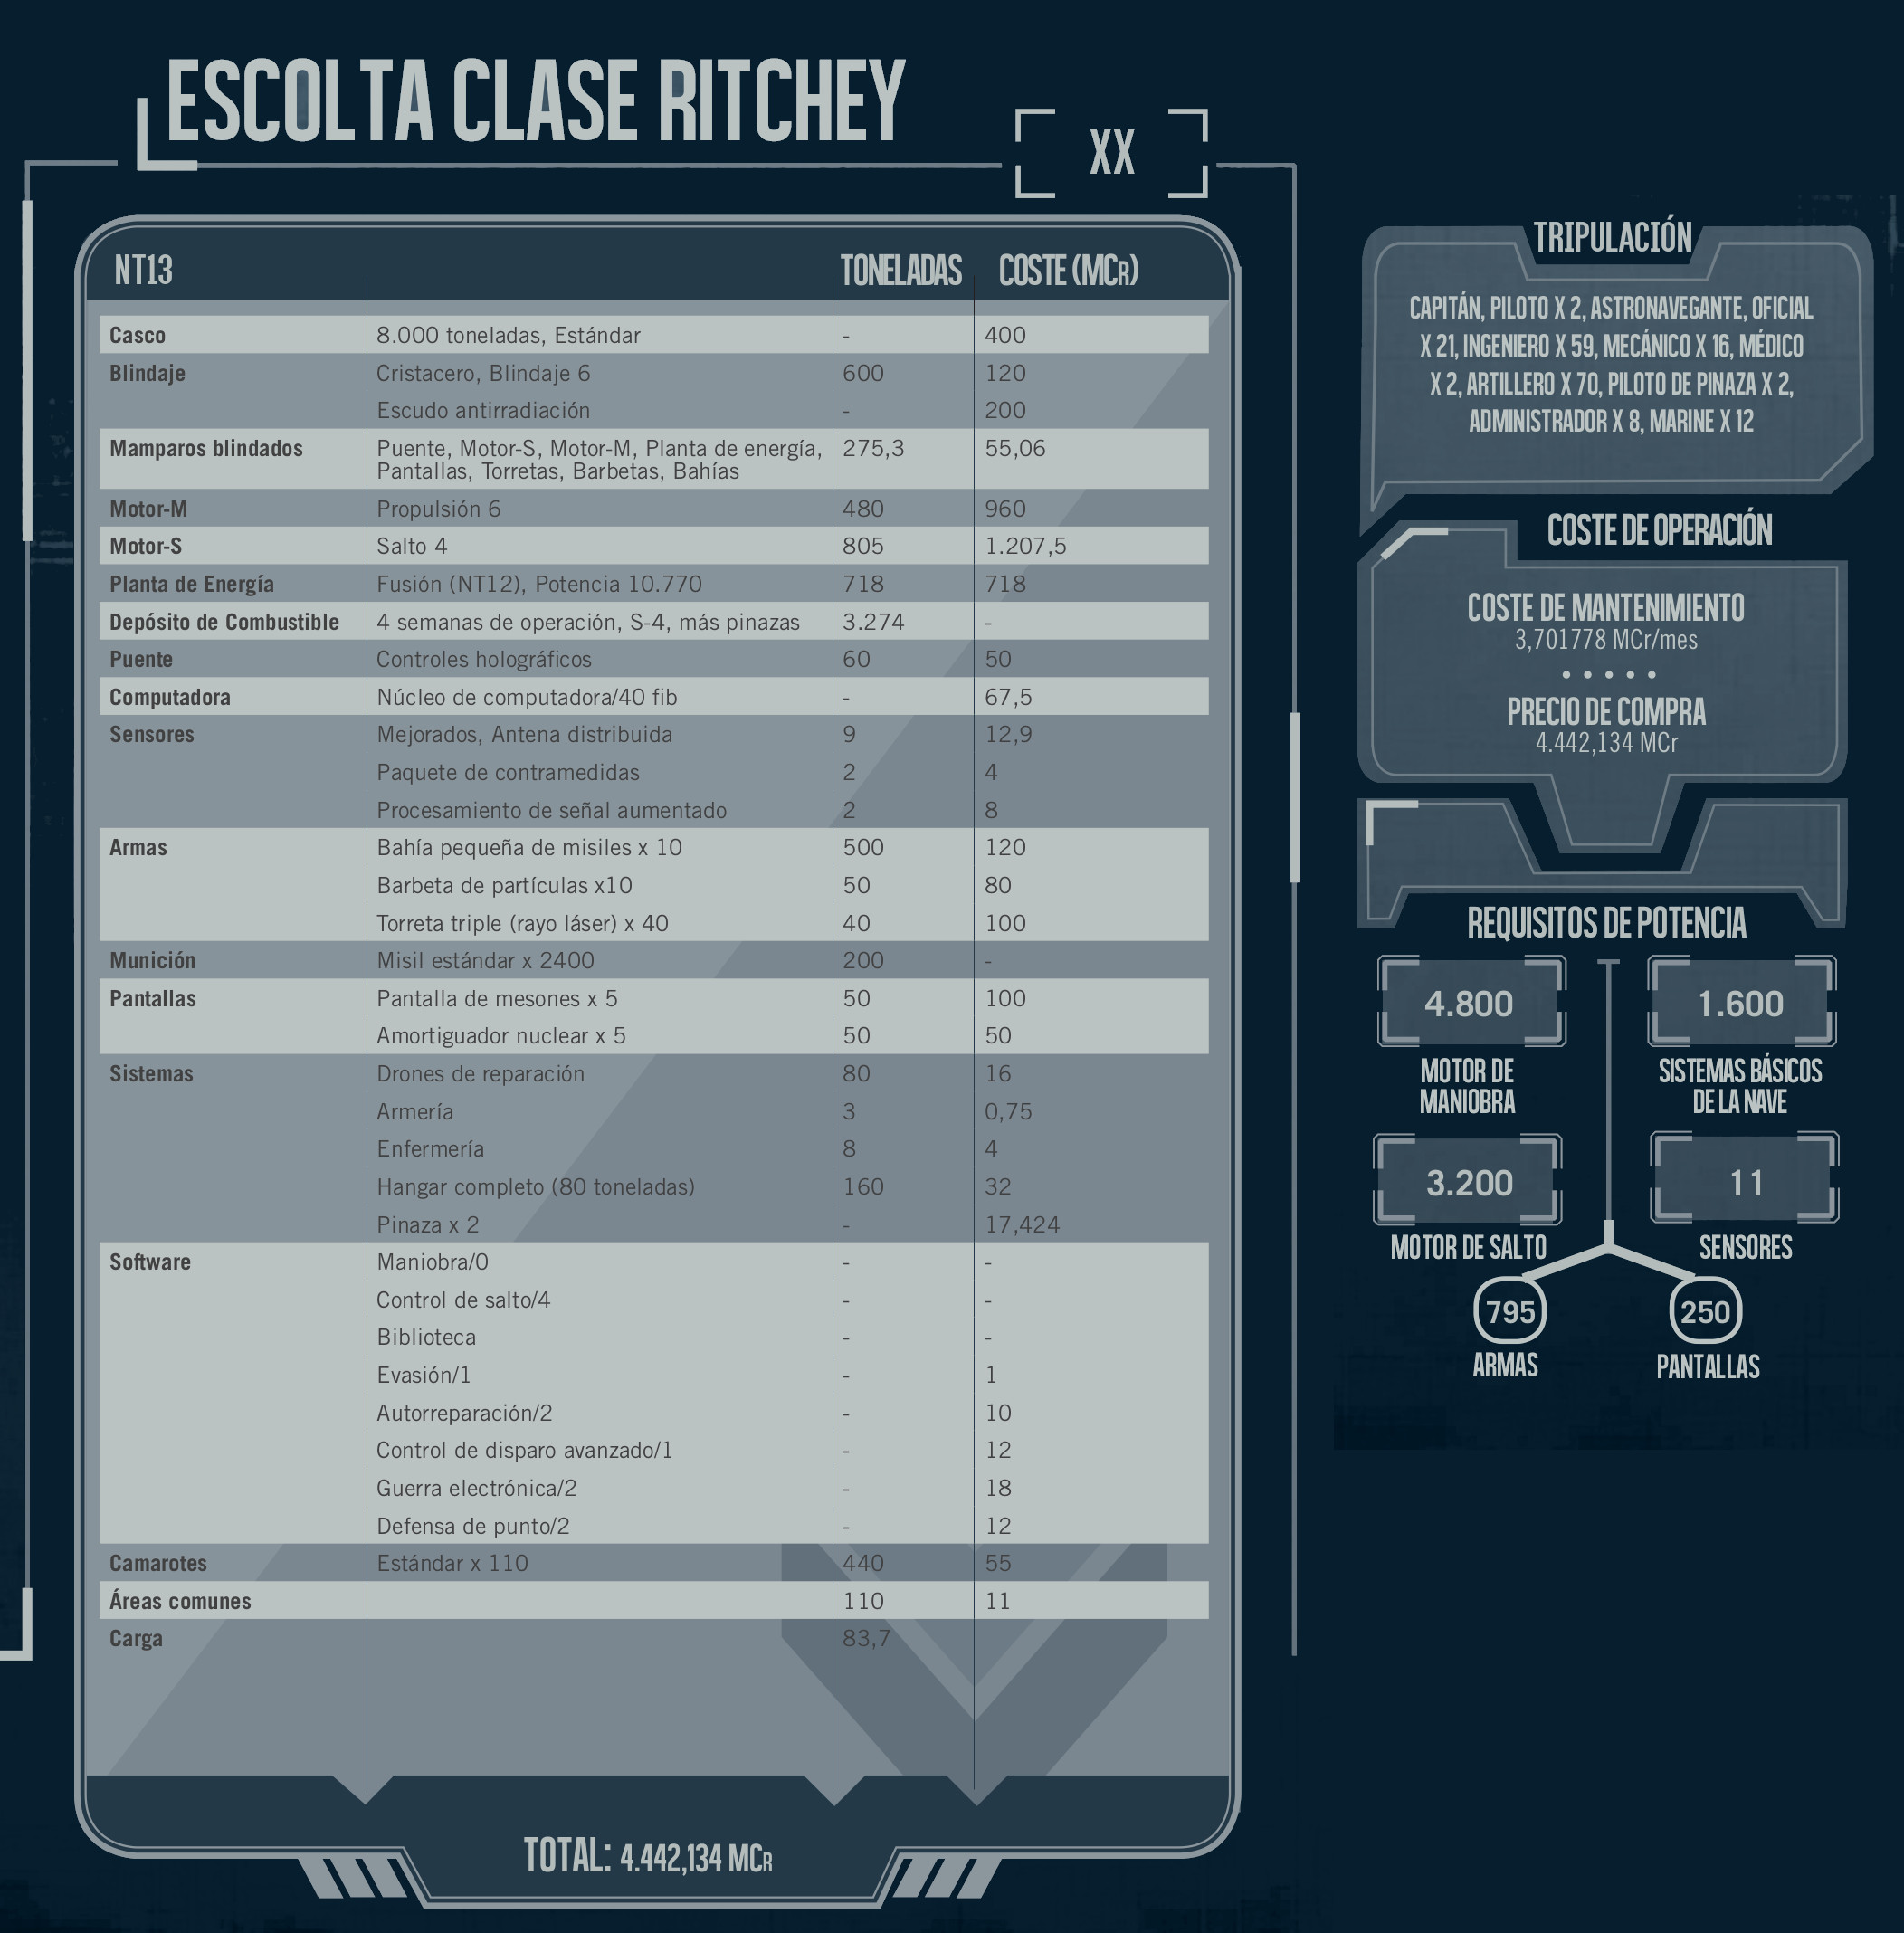 ESCOLTA CLASE RITCHEY
XX
NT13 TONELADAS COSTE (MCR)
Casco 8.000 toneladas, Estándar - 400
Blindaje Cristacero, Blindaje 6 600 120
Escudo antirradiación - 200
Mamparos blindados Puente, Motor-S, Motor-M, Planta de energía, 275,3 55,06
Pantallas, Torretas, Barbetas, Bahías
Motor-M Propulsión 6 480 960
Motor-S Salto 4 805 1.207,5
Planta de Energía Fusión (NT12), Potencia 10.770 718 718
Depósito de Combustible 4 semanas de operación, S-4, más pinazas 3.274 -
Puente Controles holográficos 60 50
Computadora Núcleo de computadora/40 fib - 67,5
Sensores Mejorados, Antena distribuida 9 12,9
Paquete de contramedidas 2 4
Procesamiento de señal aumentado 2 8
Armas Bahía pequeña de misiles x 10 500 120
Barbeta de partículas x10 50 80
Torreta triple (rayo láser) x 40 40 100
Munición Misil estándar x 2400 200 -
Pantallas Pantalla de mesones x 5 50 100
Amortiguador nuclear x 5 50 50
Sistemas Drones de reparación 80 16
Armería 3 0,75
Enfermería 8 4
Hangar completo (80 toneladas) 160 32
Pinaza x 2 - 17,424
Software Maniobra/0 - -
Control de salto/4 - -
Biblioteca - -
Evasión/1 - 1
Autorreparación/2 - 10
Control de disparo avanzado/1 - 12
Guerra electrónica/2 - 18
Defensa de punto/2 - 12
Camarotes Estándar x 110 440 55
Áreas comunes 110 11
Carga 83,7
TOTAL: 4.442,134 MCR
TRIPULACIÓN
CAPITÁN, PILOTO X 2, ASTRONAVEGANTE, OFICIAL
X 21, INGENIERO X 59, MECÁNICO X 16, MÉDICO
X 2, ARTILLERO X 70, PILOTO DE PINAZA X 2,
ADMINISTRADOR X 8, MARINE X 12
COSTE DE OPERACIÓN
COSTE DE MANTENIMIENTO
3,701778 MCr/mes
PRECIO DE COMPRA
4.442,134 MCr
REQUISITOS DE POTENCIA
4.800
MOTOR DE
MANIOBRA
1.600
SISTEMAS BÁSICOS
DE LA NAVE
3.200
MOTOR DE SALTO
11
SENSORES
795
ARMAS
250
PANTALLAS